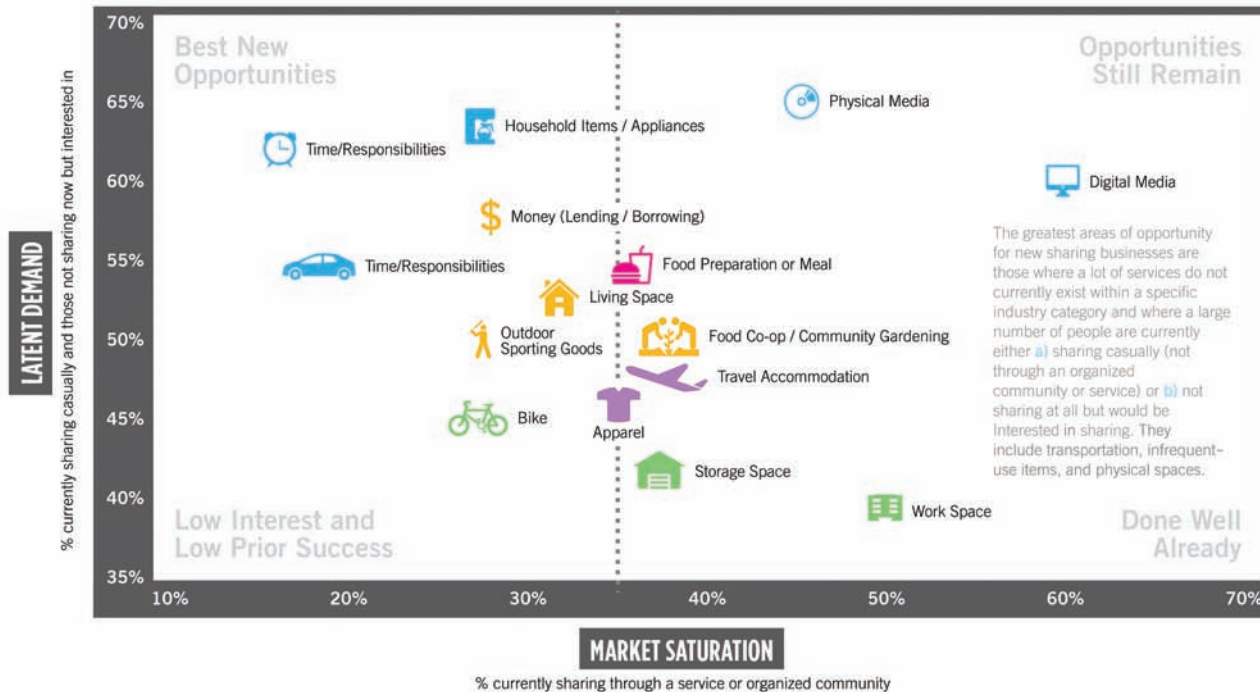 70%
65%
60%
55%
50%
45%
40%
35%
LATENT DEMAND
% currently sharing casually and those not sharing now but interested in
Best New
Opportunities
Opportunities
Still Remain
Physical Media
Household Items / Appliances
Time/Responsibilities
Digital Media
Money (Lending / Borrowing)
Time/Responsibilities
Food Preparation or Meal
Living Space
Outdoor
Sporting Goods
Food Co-op / Community Gardening
Travel Accommodation
Bike
Apparel
Storage Space
Work Space
The greatest areas of opportunity
for new sharing businesses are
those where a lot of services do not
currently exist within a specific
industry category and where a large
number of people are currently
either a) sharing casually (not
through an organized
community or service) or b) not
sharing at all but would be
Interested in sharing. They
include transportation, infrequent–
use items, and physical spaces.
Low Interest and
Low Prior Success
Done Well
Already
10% 20% 30% 40% 50% 60% 70%
MARKET SATURATION
% currently sharing through a service or organized community